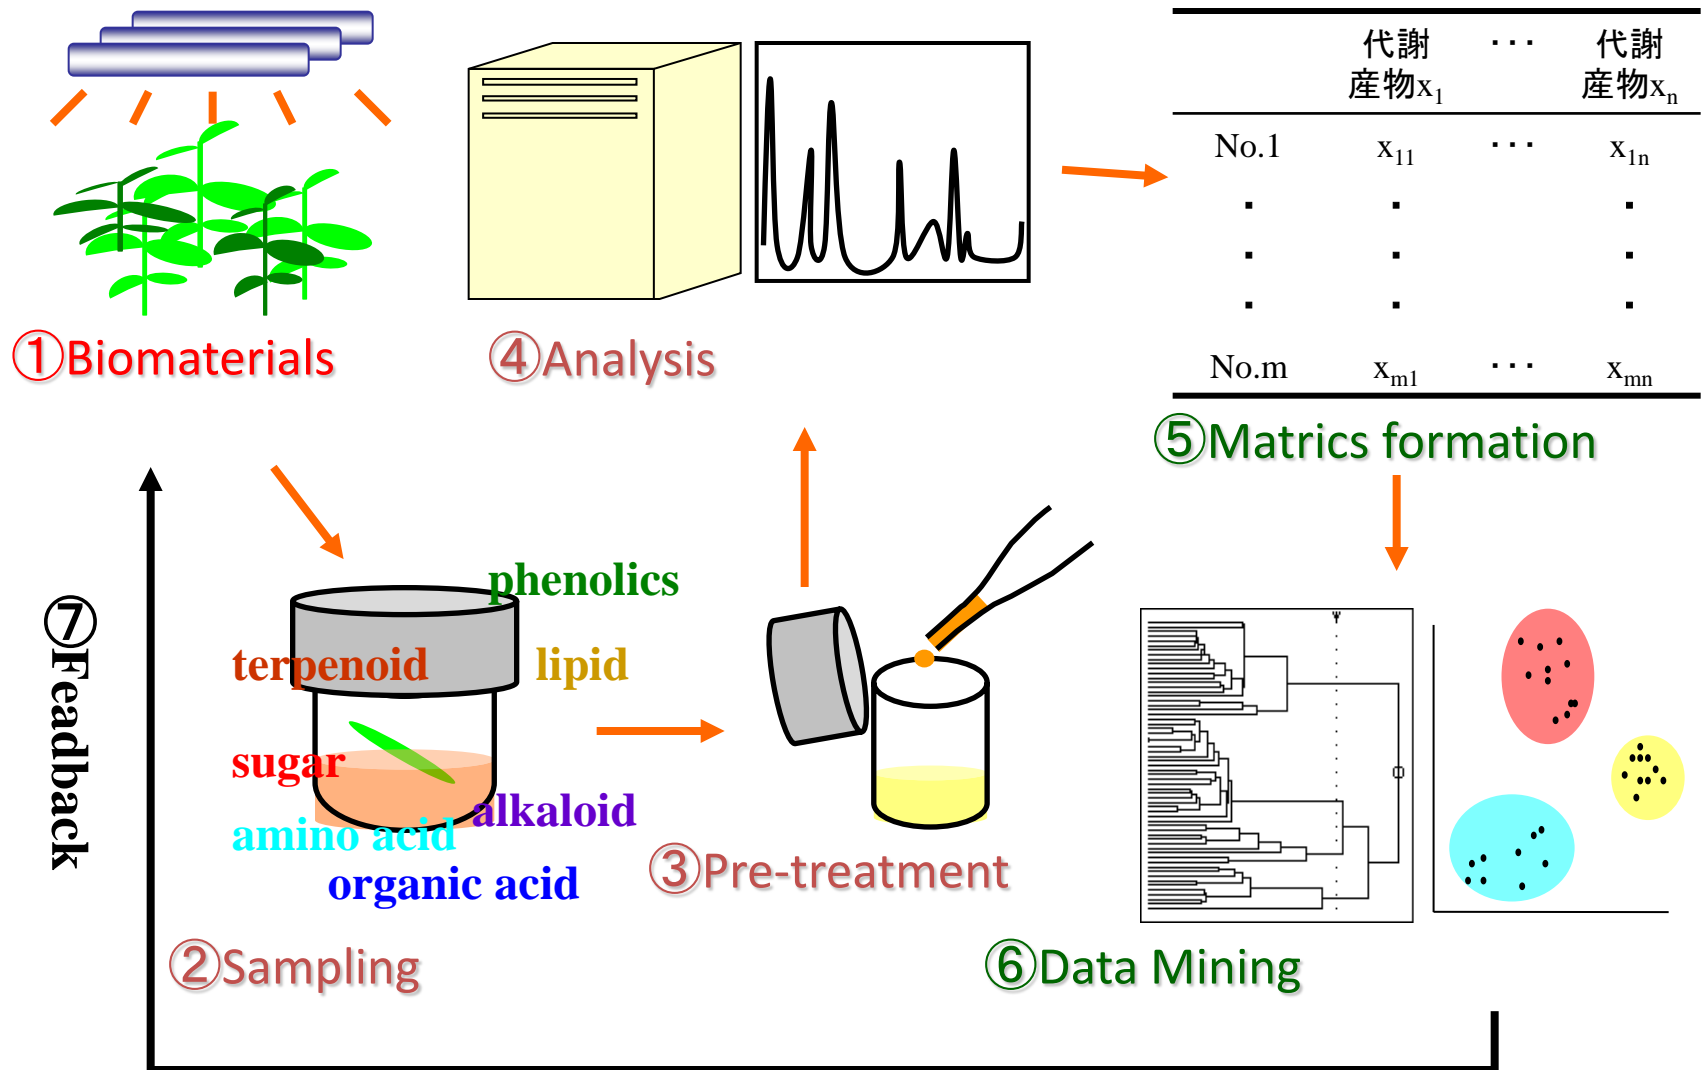 ①Biomaterials
④Analysis
代謝 ・・・ 代謝
産物x1 産物xn
No.1 x11 ・・・ x1n
No.m xm1 ・・・ xmn
⑤Matrics formation
phenolics
terpenoid
lipid
sugar
alkaloid
amino acid
organic acid
②Sampling
③Pre-treatment
⑥Data Mining
⑦Feadback